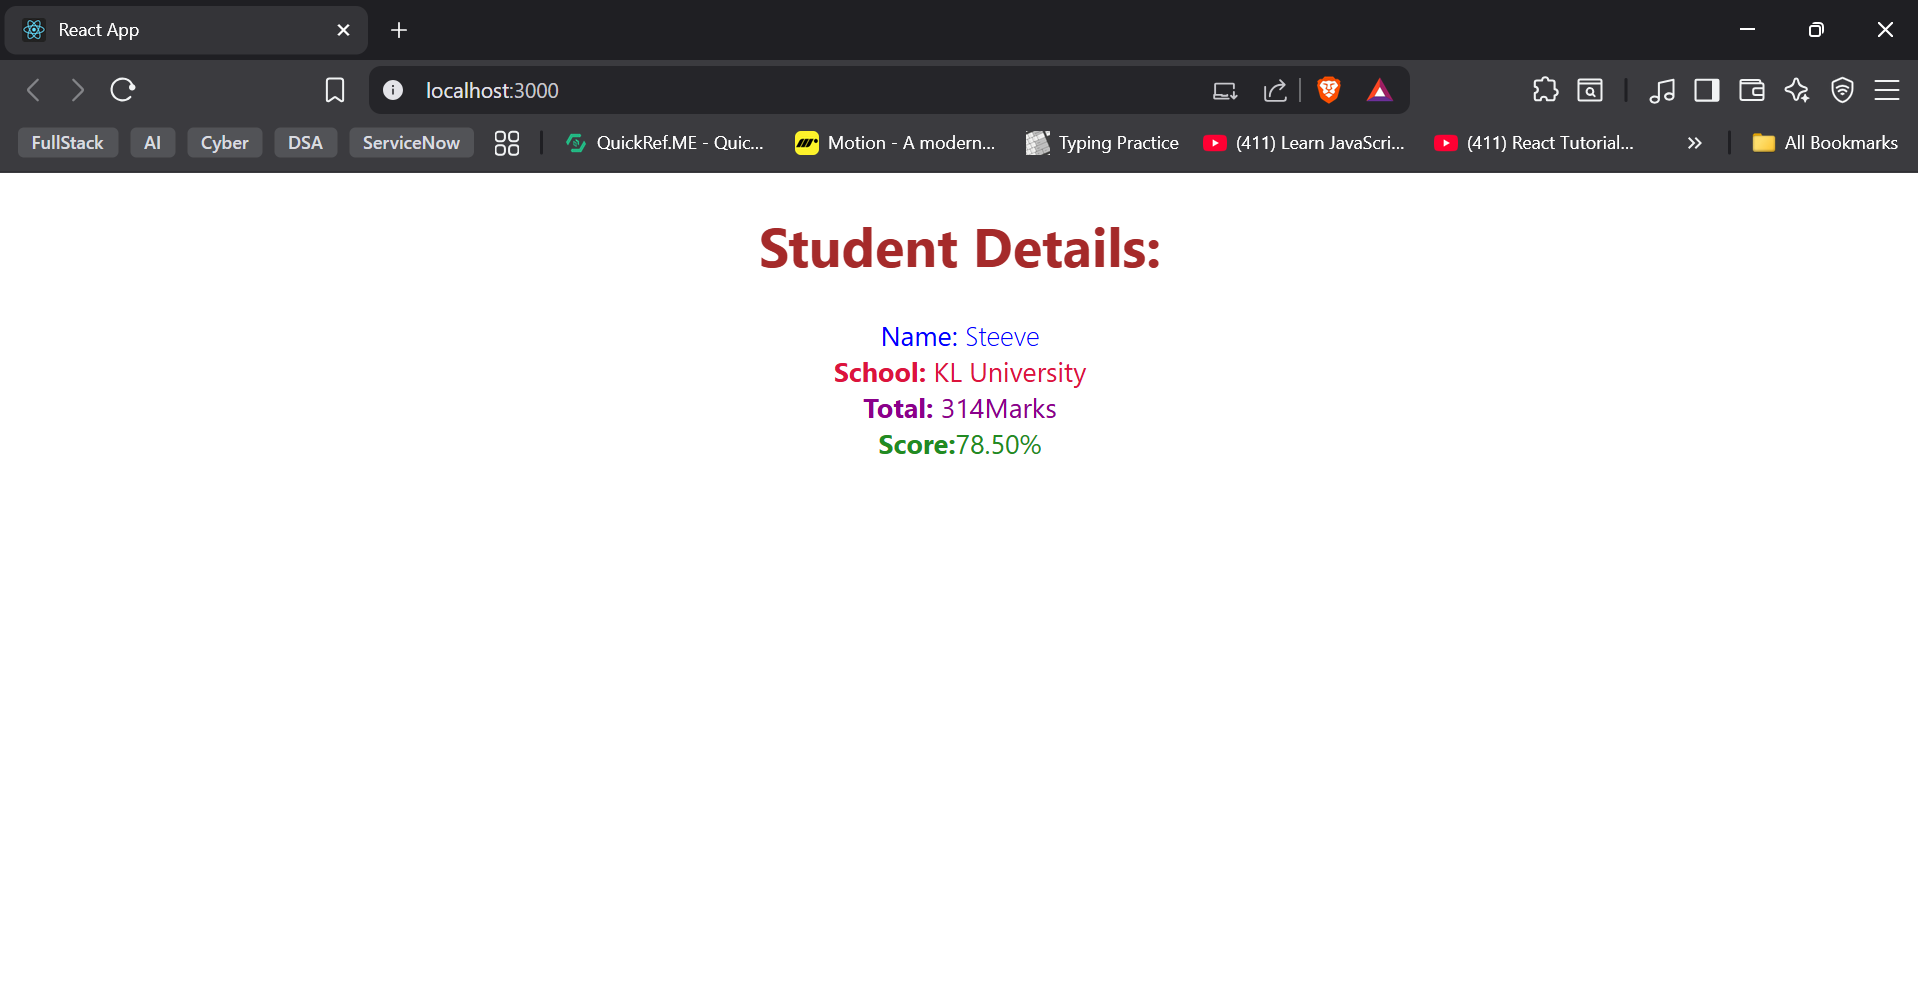 React App
localhost:3000
FullStack AI Cyber DSA ServiceNow QuickRef.ME - Quic... Motion - A modern... Typing Practice (411) Learn JavaScri... (411) React Tutorial... » All Bookmarks
Student Details:
Name: Steeve
School: KL University
Total: 314Marks
Score:78.50%